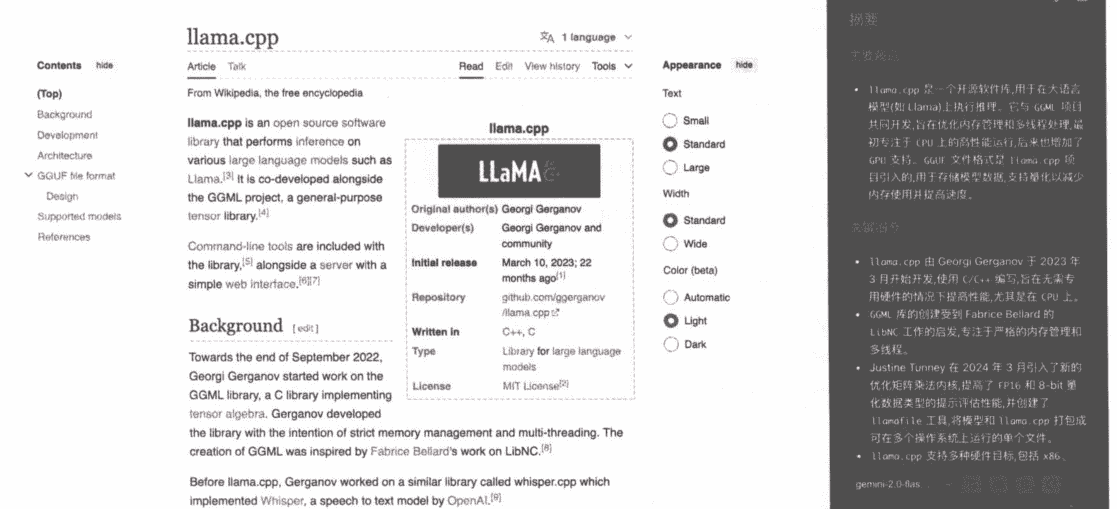 llama.cpp
1 language
Contents hide
Article Talk
Read Edit View history Tools
Appearance hide
(Top)
Background
Development
Architecture
GGUF file format
Design
Supported models
References
From Wikipedia, the free encyclopedia
llama.cpp is an open source software
library that performs inference on
various large language models such as
Llama.[3] It is co-developed alongside
the GGML project, a general-purpose
tensor library.[4]
Command-line tools are included with
the library,[5] alongside a server with a
simple web interface.[6][7]
Background [edit]
Towards the end of September 2022,
Georgi Gerganov started work on the
GGML library, a C library implementing
tensor algebra. Gerganov developed
the library with the intention of strict memory management and multi-threading. The
creation of GGML was inspired by Fabrice Bellard's work on LibNC.[8]
Before llama.cpp, Gerganov worked on a similar library called whisper.cpp which
implemented Whisper, a speech to text model by OpenAI.[9]
llama.cpp
LLaMA
Original author(s) Georgi Gerganov
Developer(s) Georgi Gerganov and
community
Initial release March 10, 2023; 22
months ago[1]
Repository github.com/ggerganov
/llama.cpp
Written in C++, C
Type Library for large language
models
License MIT License[2]
Text
Small
Standard
Large
Width
Standard
Wide
Color (beta)
Automatic
Light
Dark
摘要
• llama.cpp 是一个开源软件库,用于在大语言
模型(如 Llama)上执行推理。它与 GGML 项目
共同开发,旨在优化内存管理和多线程处理,最
初专注于 CPU 上的高性能运行,后来也增加了
GPU 支持。GGUF 文件格式是 llama.cpp 项
目引入的,用于存储模型数据,支持量化以减少
内存使用并提高速度。
• llama.cpp 由 Georgi Gerganov 于 2023 年
3 月开始开发,使用 C/C++ 编写,旨在无需专
用硬件的情况下提高性能,尤其是在 CPU 上。
• GGML 库的创建受到 Fabrice Bellard 的
LibNC 工作的启发,专注于严格的内存管理和
多线程。
• Justine Tunney 在 2024 年 3 月引入了新的
优化矩阵乘法内核,提高了 FP16 和 8-bit 量
化数据类型的提示评估性能,并创建了
llamafile 工具,将模型和 llama.cpp 打包成
可在多个操作系统上运行的单个文件。
• llama.cpp 支持多种硬件目标,包括 x86、
gemini-2.0-flas...